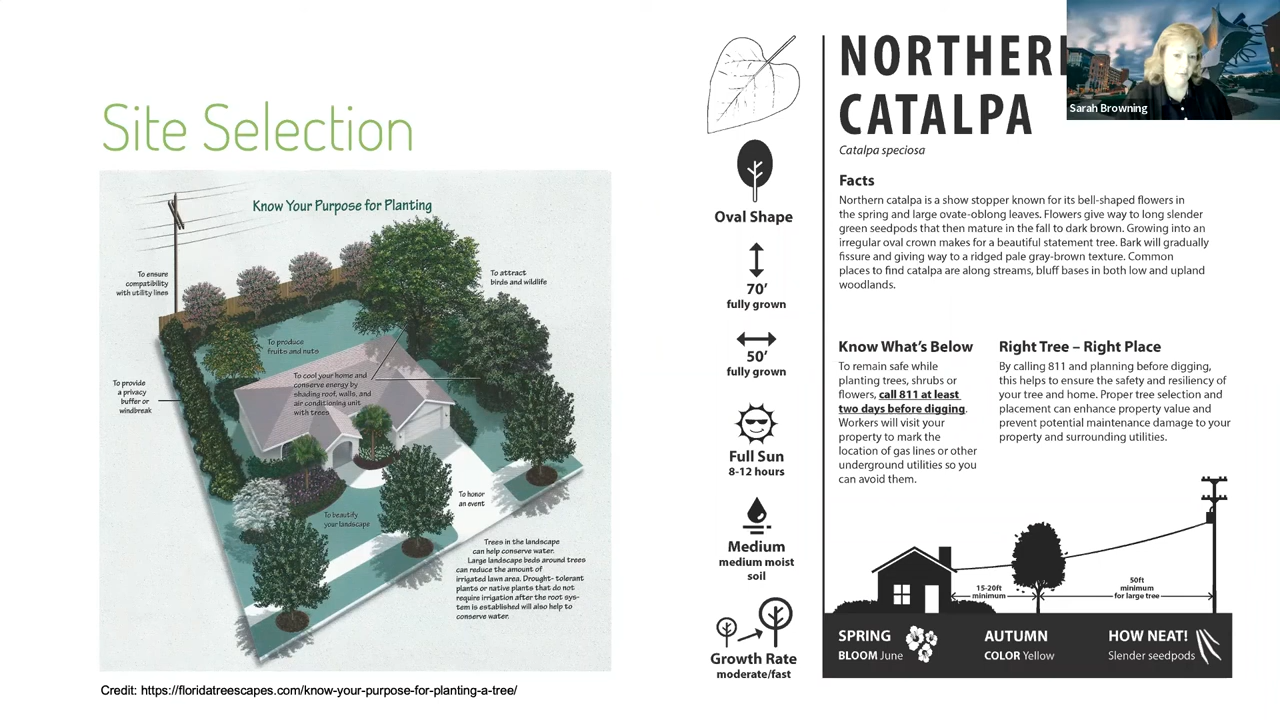 Site Selection
Know Your Purpose for Planting
To ensure
compatibility
with utility lines
To attract
birds and wildlife
To produce
fruits and nuts
To cool your home and
conserve energy by
shading roof, walls, and
air conditioning unit
with trees
To provide
a privacy
buffer or
windbreak
To honor
an event
To beautify
your landscape
Trees in the landscape
can help conserve water.
Large landscape beds around trees
can reduce the amount of
irrigated lawn area. Drought- tolerant
plants or native plants that do not
require irrigation after the root sys-
tem is established will also help to
conserve water.
Credit: https://floridatreescapes.com/know-your-purpose-for-planting-a-tree/
Oval Shape
70'
fully grown
50'
fully grown
Full Sun
8-12 hours
Medium
medium moist
soil
Growth Rate
moderate/fast
NORTHER
CATALPA
Catalpa speciosa
Sarah Browning
Facts
Northern catalpa is a show stopper known for its bell-shaped flowers in
the spring and large ovate-oblong leaves. Flowers give way to long slender
green seedpods that then mature in the fall to dark brown. Growing into an
irregular oval crown makes for a beautiful statement tree. Bark will gradually
fissure and giving way to a ridged pale gray-brown texture. Common
places to find catalpa are along streams, bluff bases in both low and upland
woodlands.
Know What's Below
To remain safe while
planting trees, shrubs or
flowers, call 811 at least
two days before digging.
Workers will visit your
property to mark the
location of gas lines or other
underground utilities so you
can avoid them.
Right Tree – Right Place
By calling 811 and planning before digging,
this helps to ensure the safety and resiliency of
your tree and home. Proper tree selection and
placement can enhance property value and
prevent potential maintenance damage to your
property and surrounding utilities.
15-20ft
minimum
50ft
minimum
for large tree
SPRING
BLOOM June
AUTUMN
COLOR Yellow
HOW NEAT!
Slender seedpods